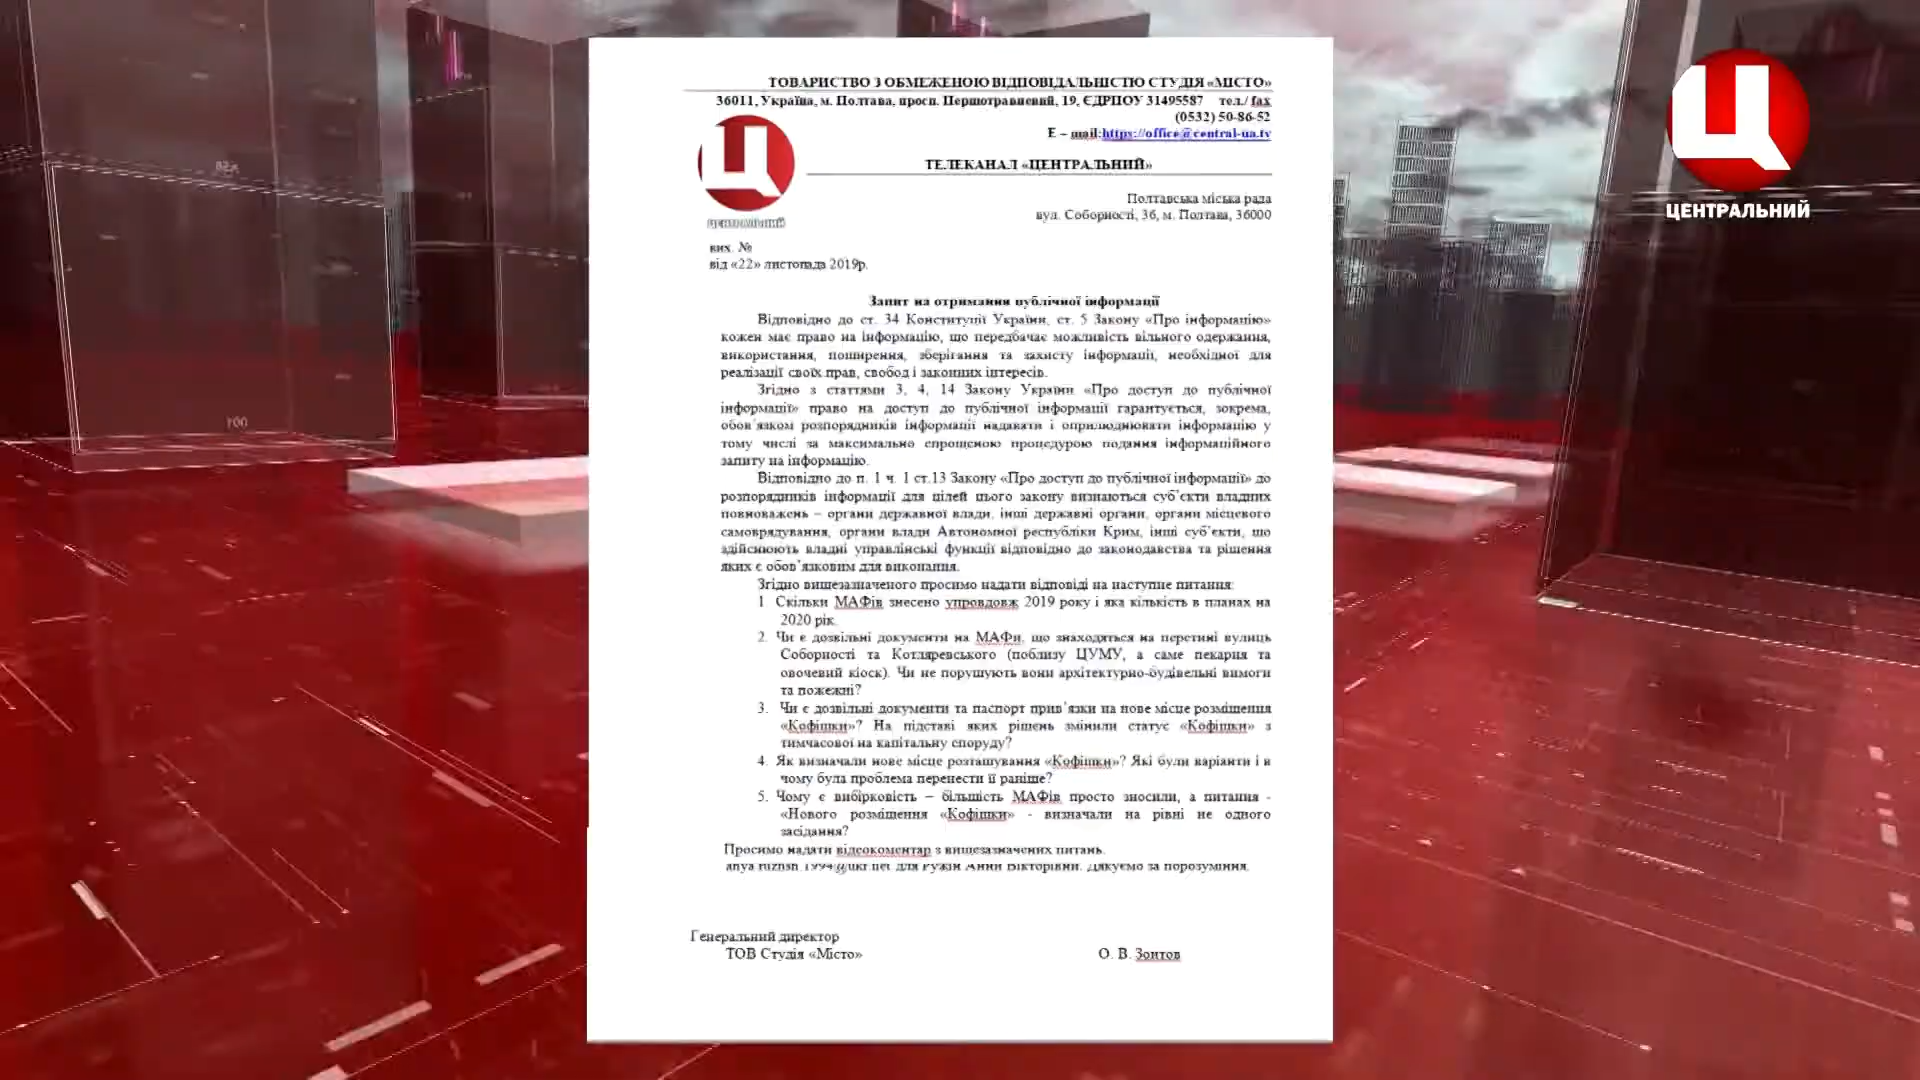 ТОВАРИСТВО З ОБМЕЖЕНОЮ ВІДПОВІДАЛЬНІСТЮ СТУДІЯ «МІСТО»
36011, Україна, м. Полтава, просп. Першотравневий, 19, ЄДРПОУ 31495587 тел./ fax
(0532) 50-86-52
E – mail:https://office@central-ua.tv
ТЕЛЕКАНАЛ «ЦЕНТРАЛЬНИЙ»
ЦЕНТРАЛЬНИЙ
Полтавська міська рада
вул. Соборності, 36, м. Полтава, 36000
вих. №
від «22» листопада 2019р.
Запит на отримання публічної інформації
Відповідно до ст. 34 Конституції України, ст. 5 Закону «Про інформацію»
кожен має право на інформацію, що передбачає можливість вільного одержання,
використання, поширення, зберігання та захисту інформації, необхідної для
реалізації своїх прав, свобод і законних інтересів.
Згідно з статтями 3, 4, 14 Закону України «Про доступ до публічної
інформації» право на доступ до публічної інформації гарантується, зокрема,
обов’язком розпорядників інформації надавати і оприлюднювати інформацію у
тому числі за максимально спрощеною процедурою подання інформаційного
запиту на інформацію.
Відповідно до п. 1 ч. 1 ст.13 Закону «Про доступ до публічної інформації» до
розпорядників інформації для цілей цього закону визнаються суб’єкти владних
повноважень – органи державної влади, інші державні органи, органи місцевого
самоврядування, органи влади Автономної республіки Крим, інші суб’єкти, що
здійснюють владні управлінські функції відповідно до законодавства та рішення
яких є обов’язковим для виконання.
Згідно вищезазначеного просимо надати відповіді на наступне питання:
1 Скільки МАФів знесено упровдовж 2019 року і яка кількість в планах на
2020 рік.
2. Чи є дозвільні документи на МАФи, що знаходяться на перетині вулиць
Соборності та Котляревського (поблизу ЦУМУ, а саме пекарня та
овочевий кіоск). Чи не порушують вони архітектурно-будівельні вимоги
та пожежні?
3. Чи є дозвільні документи та паспорт прив’язки на нове місце розміщення
«Кофішки»? На підставі яких рішень змінили статус «Кофішки» з
тимчасової на капітальну споруду?
4. Як визначали нове місце розташування «Кофішки»? Які були варіанти і в
чому була проблема перенести її раніше?
5. Чому є вибірковість – більшість МАФів просто зносили, а питання -
«Нового розміщення «Кофішки» - визначали на рівні не одного
засідання?
Просимо надати відеокоментар з вищезазначених питань.
для Ружін Анни Вікторівни. Дякуємо за порозуміння.
Генеральний директор
ТОВ Студія «Місто» О. В. Зонтов
ЦЕНТРАЛЬНИЙ
100